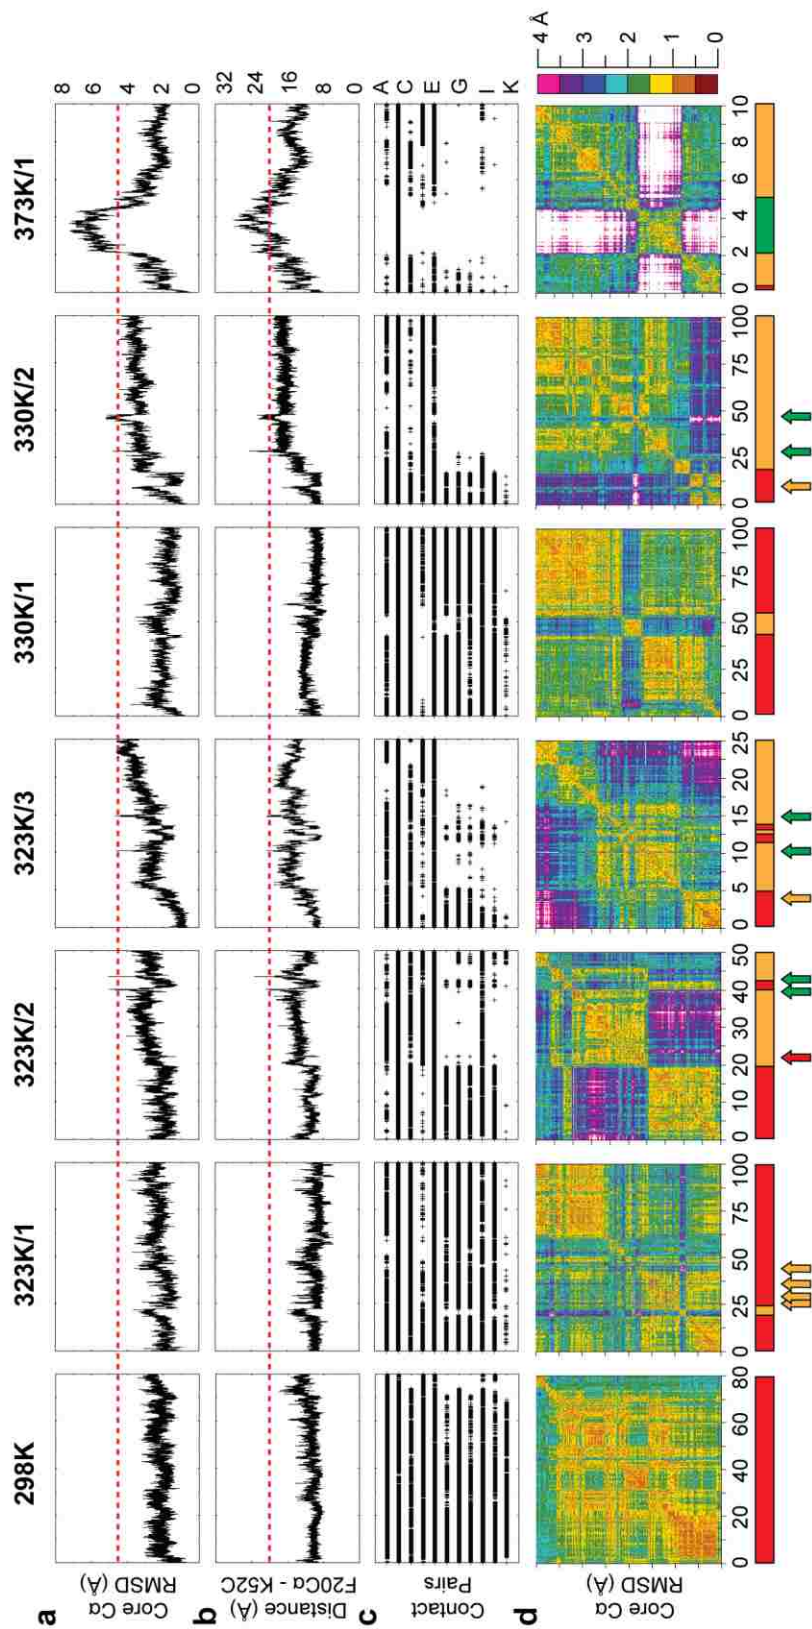 298K 323K/1 323K/2 323K/3 330K/1 330K/2 373K/1
a
Core Cα
RMSD (Å)
8
6
4
2
0
b
F20Cα - K52C
Distance (Å)
32
24
16
8
0
c
Contact
Pairs
A
C
E
G
I
K
d
Core Cα
RMSD (Å)
4 Å
3
2
1
0
0 20 40 60 80
0 25 50 75 100
0 10 20 30 40 50
0 5 10 15 20 25
0 25 50 75 100
0 25 50 75 100
0 2 4 6 8 10